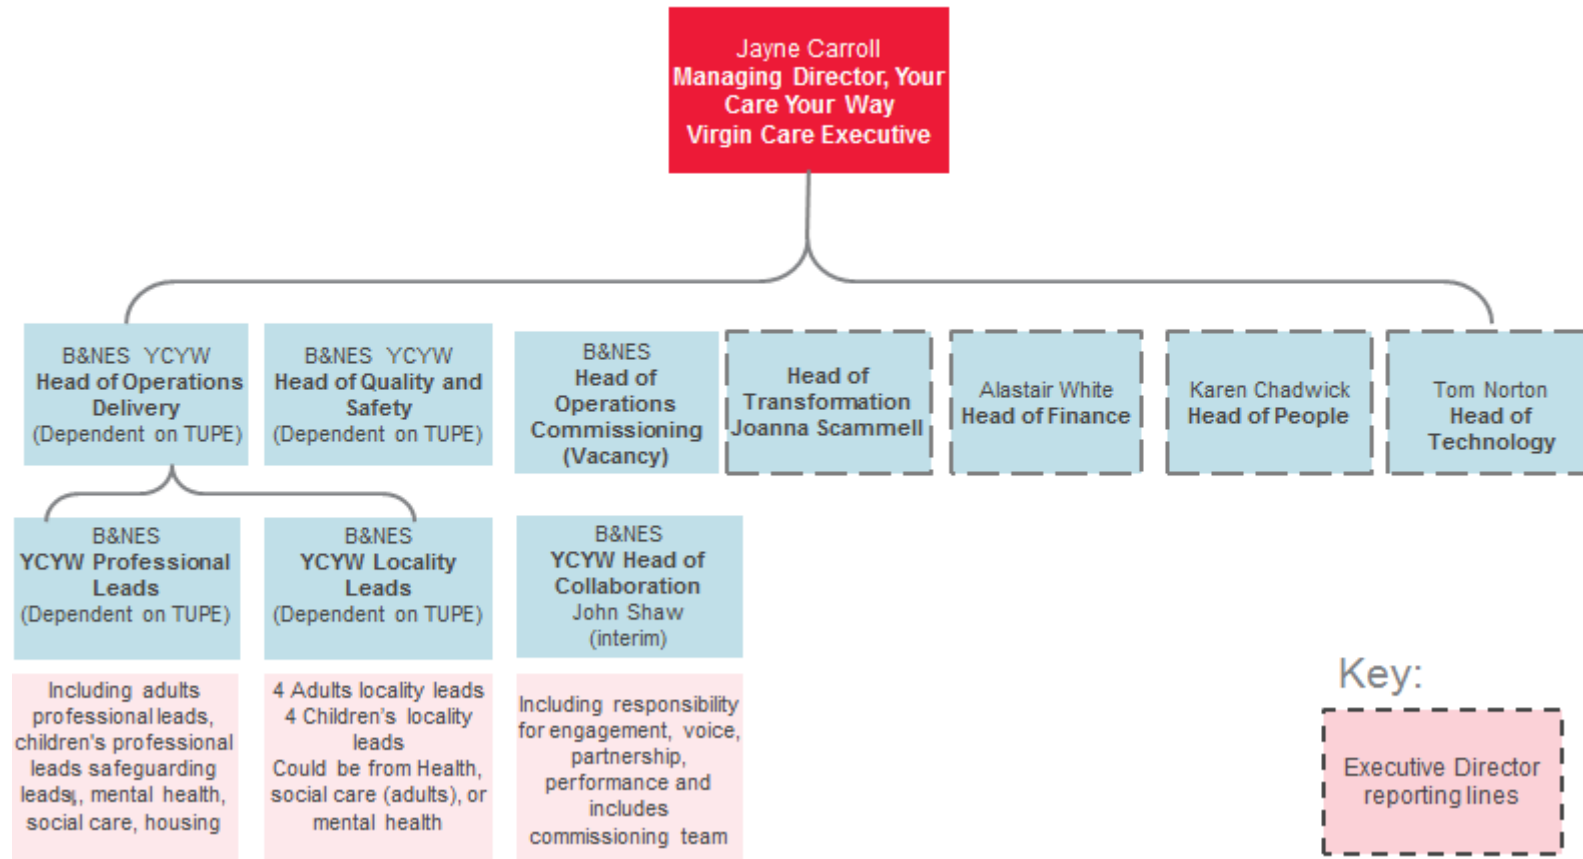 Jayne Carroll
Managing Director, Your
Care Your Way
Virgin Care Executive
B&NES YCYW
Head of Operations
Delivery
(Dependent on TUPE)
B&NES YCYW
Head of Quality and
Safety
(Dependent on TUPE)
B&NES
Head of
Operations
Commissioning
(Vacancy)
Head of
Transformation
Joanna Scammell
Alastair White
Head of Finance
Karen Chadwick
Head of People
Tom Norton
Head of
Technology
B&NES
YCYW Professional
Leads
(Dependent on TUPE)
B&NES
YCYW Locality
Leads
(Dependent on TUPE)
B&NES
YCYW Head of
Collaboration
John Shaw
(interim)
Including adults
professional leads,
children's professional
leads safeguarding
leads,, mental health,
social care, housing
4 Adults locality leads
4 Children’s locality
leads
Could be from Health,
social care (adults), or
mental health
Including responsibility
for engagement, voice,
partnership,
performance and
includes
commissioning team
Key:
Executive Director
reporting lines